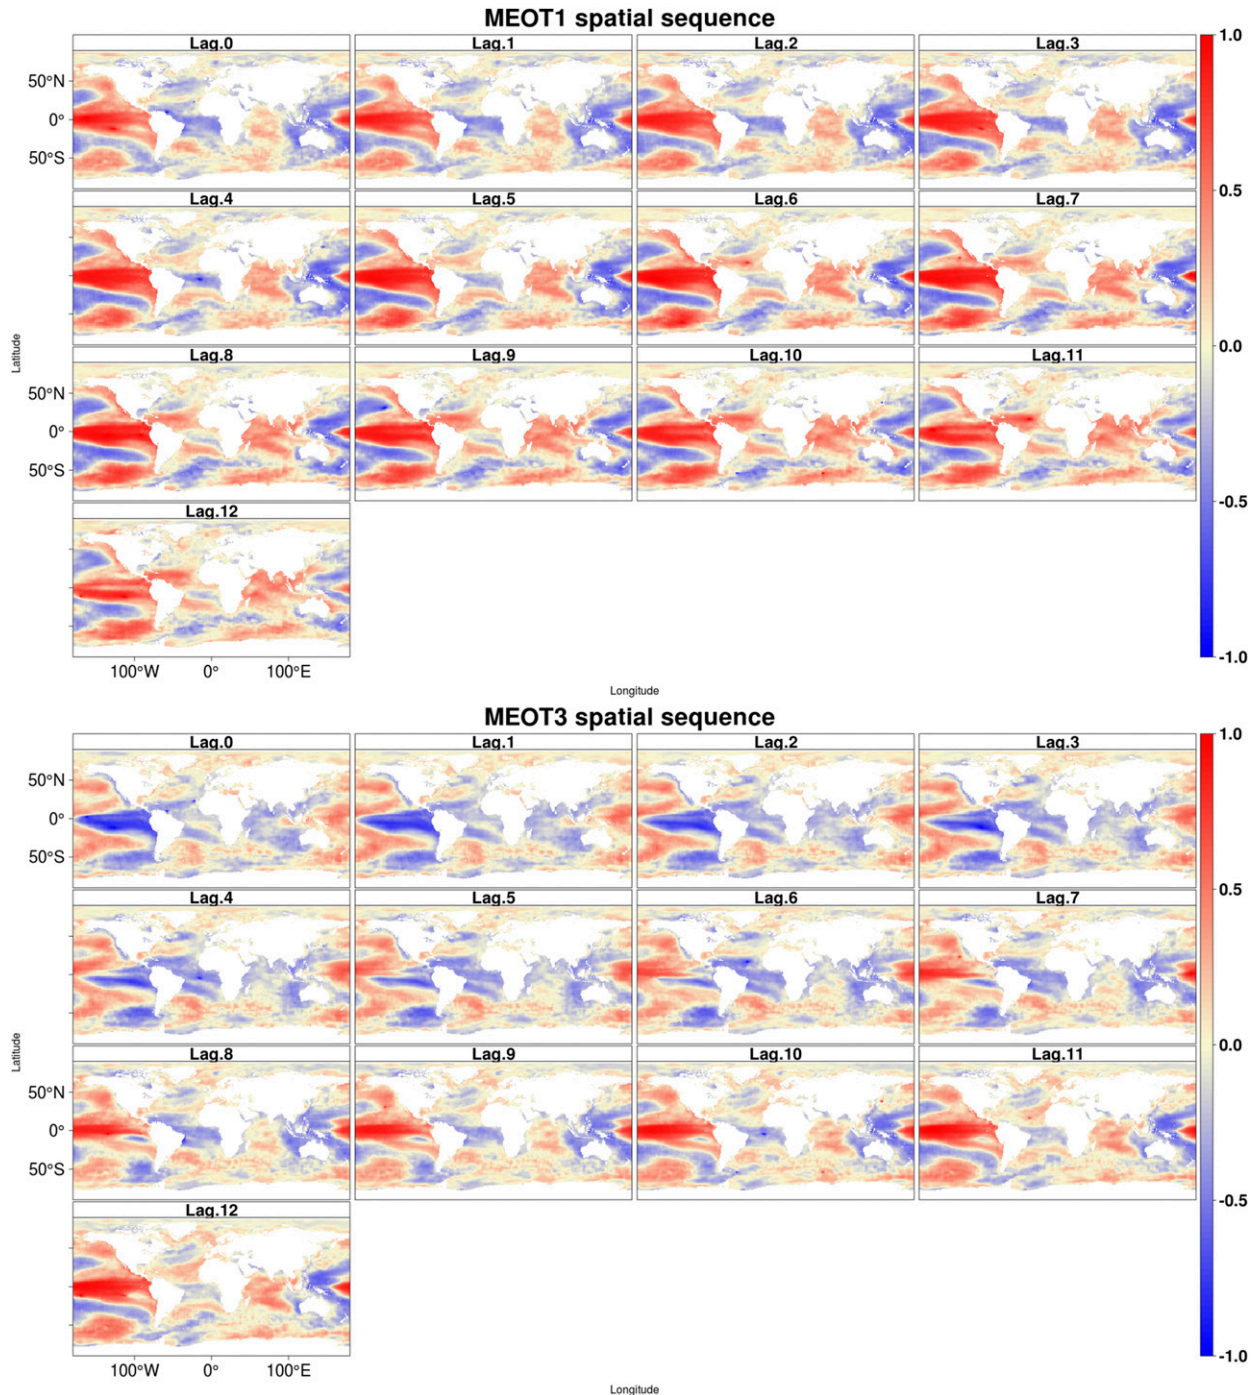 MEOT1 spatial sequence
Lag.0 Lag.1 Lag.2 Lag.3
1.0
50°N
0°
50°S
Lag.4 Lag.5 Lag.6 Lag.7
0.5
Latitude
0.0
Lag.8 Lag.9 Lag.10 Lag.11
50°N
0°
50°S
-0.5
Lag.12
-1.0
100°W 0° 100°E
Longitude
MEOT3 spatial sequence
Lag.0 Lag.1 Lag.2 Lag.3
1.0
50°N
0°
50°S
Lag.4 Lag.5 Lag.6 Lag.7
0.5
Latitude
0.0
Lag.8 Lag.9 Lag.10 Lag.11
50°N
0°
50°S
-0.5
Lag.12
-1.0
100°W 0° 100°E
Longitude